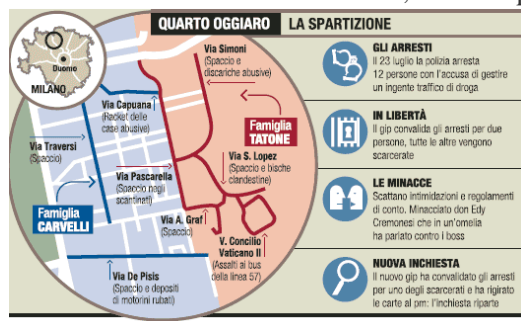 QUARTO OGGIARO LA SPARTIZIONE
Duomo
MILANO
Via Simoni
(Spaccio e
discariche abusive)
Via Capuana
(Racket delle
case abusive)
Famiglia
TATONE
Via Traversi
(Spaccio)
Via Pascarella
(Spaccio negli
scantinati)
Via S. Lopez
(Spaccio e bische
clandestine)
Famiglia
CARVELLI
Via A. Graf
(Spaccio)
V. Concilio
Vaticano II
(Assalti ai bus
della linea 57)
Via De Pisis
(Spaccio e depositi
di motorini rubati)
GLI ARRESTI
Il 23 luglio la polizia arresta
12 persone con l'accusa di gestire
un ingente traffico di droga
IN LIBERTÀ
Il gip convalida gli arresti per due
persone, tutte le altre vengono
scarcerate
LE MINACCE
Scattano intimidazioni e regolamenti
di conto. Minacciato don Edy
Cremonesi che in un'omelia
ha parlato contro i boss
NUOVA INCHIESTA
Il nuovo gip ha convalidato gli arresti
per uno degli scarcerati e ha rigirato
le carte al pm: l'inchiesta riparte